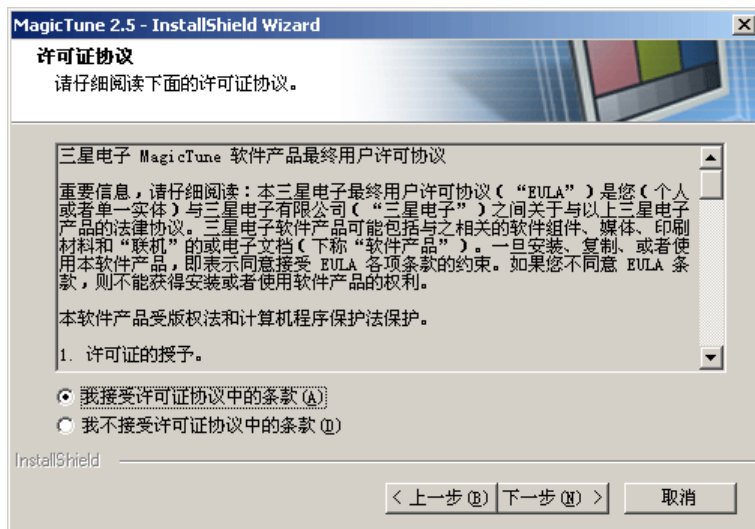 MagicTune 2.5 - InstallShield Wizard
许可证协议
请仔细阅读下面的许可证协议。
三星电子 MagicTune 软件产品最终用户许可协议
重要信息，请仔细阅读：本三星电子最终用户许可协议（ “EULA” ）是您（ 个人
或者单一实体 ）与三星电子有限公司（ “三星电子” ）之间关于与以上三星电子
产品的法律协议。三星电子软件产品可能包括与之相关的软件组件、媒体、印刷
材料和 “联机” 的或电子文档（ 下称 “软件产品” ）。一旦安装、复制、或者使
用本软件产品，即表示同意接受 EULA 各项条款的约束。如果您不同意 EULA 条
款，则不能获得安装或者使用软件产品的权利。
本软件产品受版权法和计算机程序保护法保护。
1. 许可证的授予。
我接受许可证协议中的条款(A)
我不接受许可证协议中的条款(D)
InstallShield
< 上一步(B) 下一步(N) > 取消